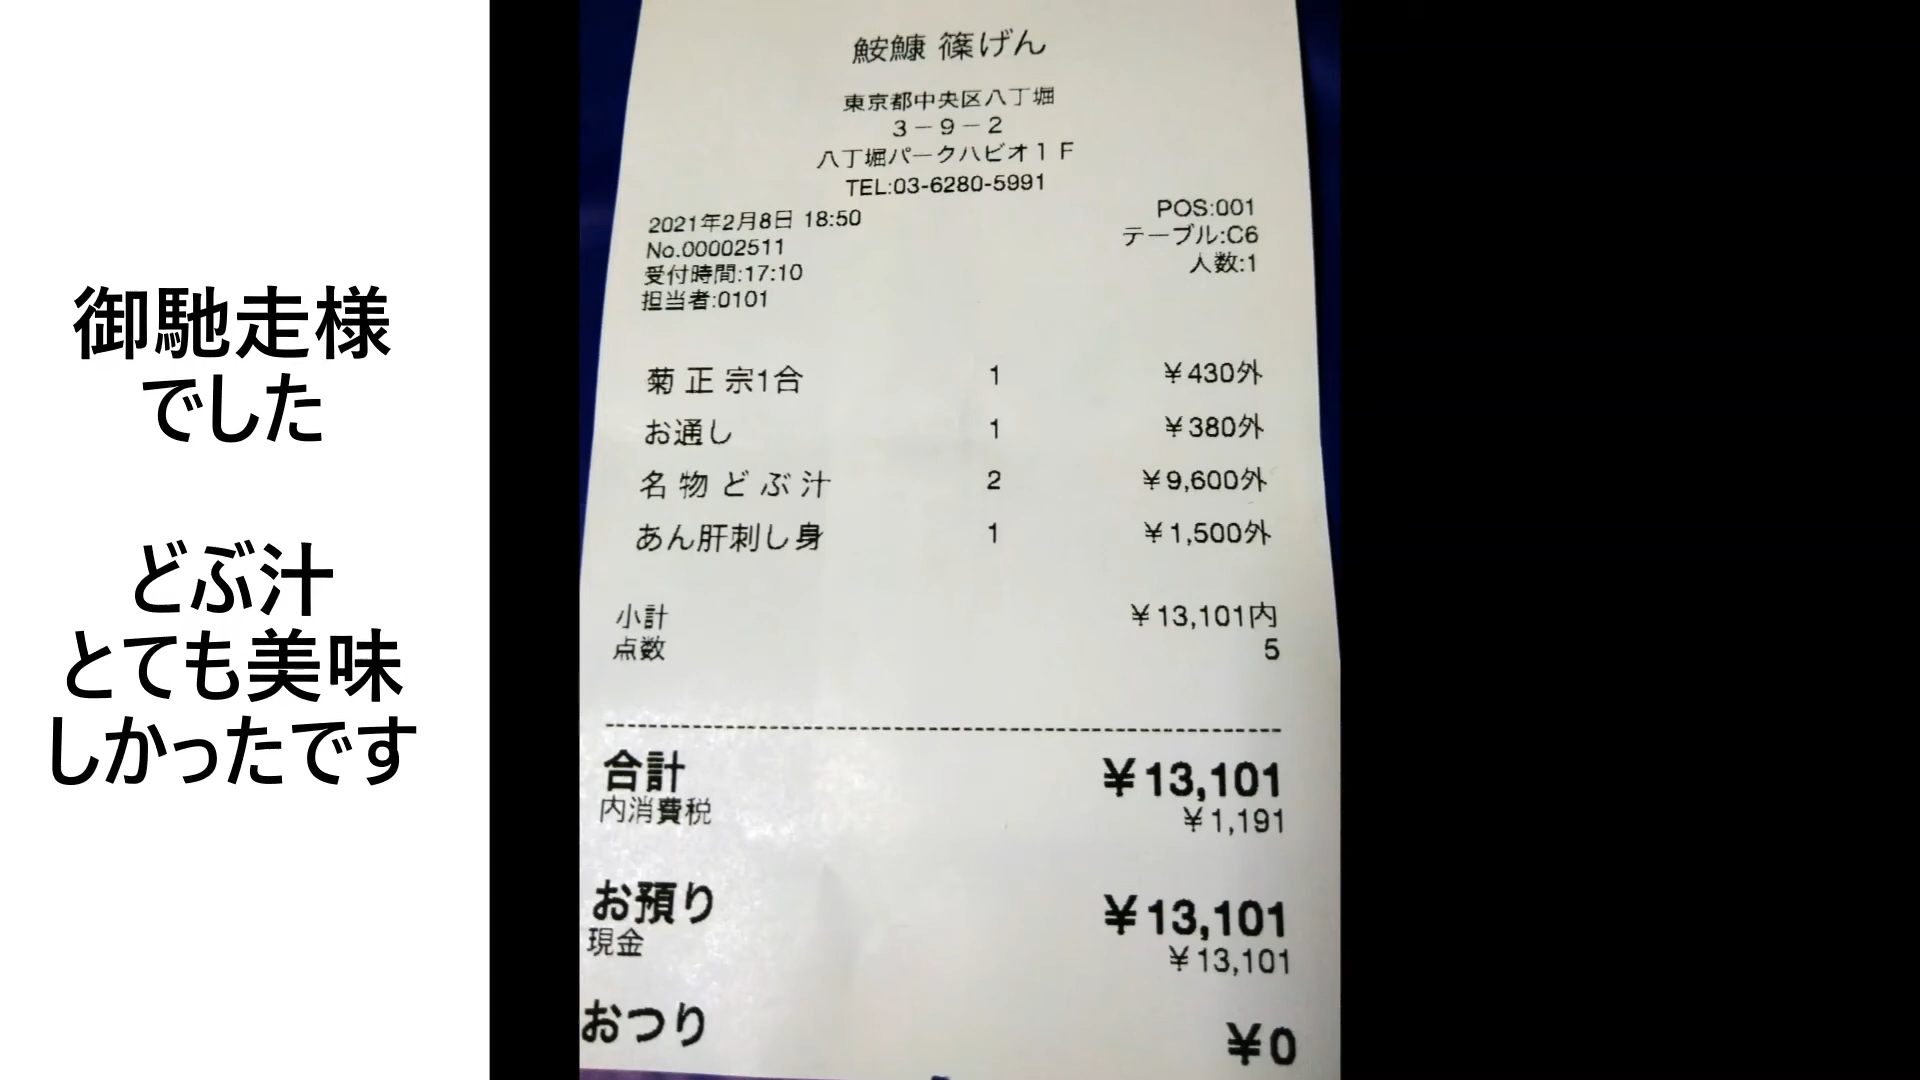 御馳走様
でした
どぶ汁
とても美味
しかったです
鮟鱇 篠げん
東京都中央区八丁堀
3-9-2
八丁堀パークハビオ1F
TEL:03-6280-5991
2021年2月8日 18:50 POS:001
No.00002511 テーブル:C6
受付時間:17:10 人数:1
担当者:0101
菊正宗1合 1 ¥430外
お通し 1 ¥380外
名物どぶ汁 2 ¥9,600外
あん肝刺し身 1 ¥1,500外
小計 ¥13,101内
点数 5
合計 ¥13,101
内消費税 ¥1,191
お預り ¥13,101
現金 ¥13,101
おつり ¥0